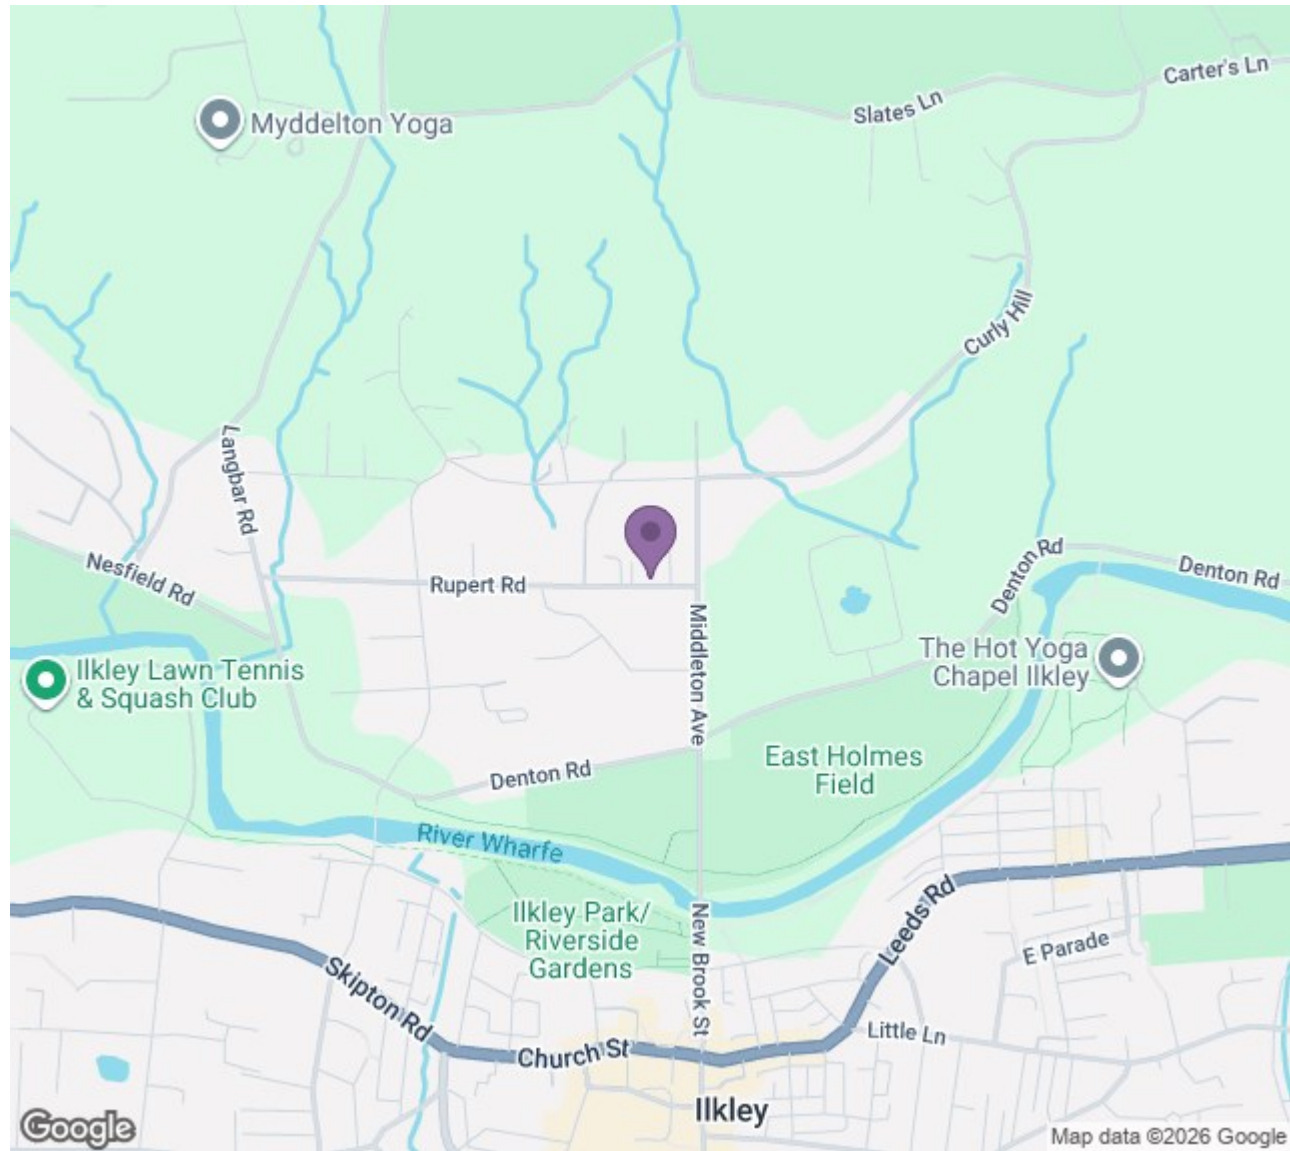 Carter's Ln
Slates Ln
Myddelton Yoga
Curly Hill
Langbar Rd
Nesfield Rd
Rupert Rd
Denton Rd
Denton Rd
Middleton Ave
The Hot Yoga
Chapel Ilkley
Ilkley Lawn Tennis
& Squash Club
East Holmes
Field
Denton Rd
River Wharfe
Ilkley Park/
Riverside
Gardens
New Brook St
Leeds Rd
E Parade
Skipton Rd
Church St
Little Ln
Ilkley
Google
Map data ©2026 Google